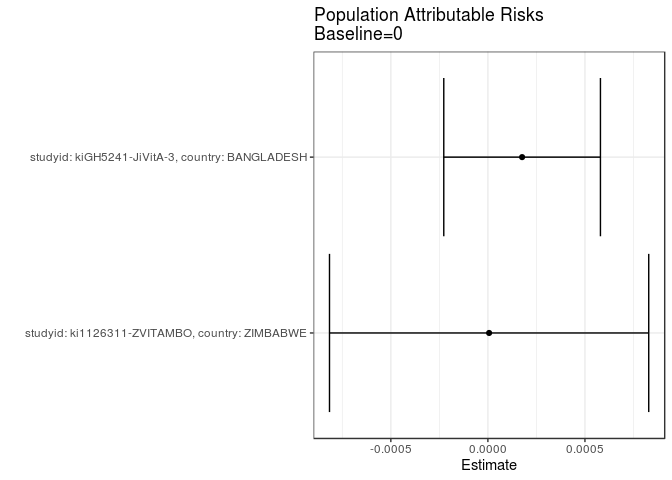 Population Attributable Risks
Baseline=0
studyid: kiGH5241-JiVitA-3, country: BANGLADESH
studyid: ki1126311-ZVITAMBO, country: ZIMBABWE
-0.0005 0.0000 0.0005
Estimate